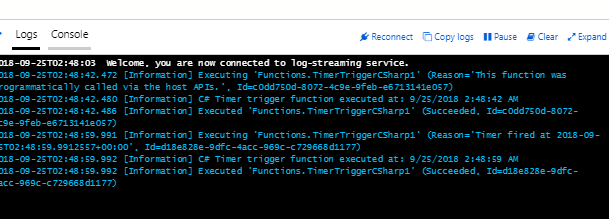 Logs Console Reconnect Copy logs Pause Clear Expand
018-09-25T02:48:03 Welcome, you are now connected to log-streaming service.
018-09-25T02:48:42.472 [Information] Executing 'Functions.TimerTriggerCSharp1' (Reason='This function was
rogrammatically called via the host APIs.', Id=c0dd750d-8072-4c9e-9feb-e6713141e057)
018-09-25T02:48:42.480 [Information] C# Timer trigger function executed at: 9/25/2018 2:48:42 AM
018-09-25T02:48:42.486 [Information] Executed 'Functions.TimerTriggerCSharp1' (Succeeded, Id=c0dd750d-8072-
c9e-9feb-e6713141e057)
018-09-25T02:48:59.991 [Information] Executing 'Functions.TimerTriggerCSharp1' (Reason='Timer fired at 2018-09-
5T02:48:59.9912557+00:00', Id=d18e828e-9dfc-4acc-969c-c729668d1177)
018-09-25T02:48:59.992 [Information] C# Timer trigger function executed at: 9/25/2018 2:48:59 AM
018-09-25T02:48:59.992 [Information] Executed 'Functions.TimerTriggerCSharp1' (Succeeded, Id=d18e828e-9dfc-
acc-969c-c729668d1177)